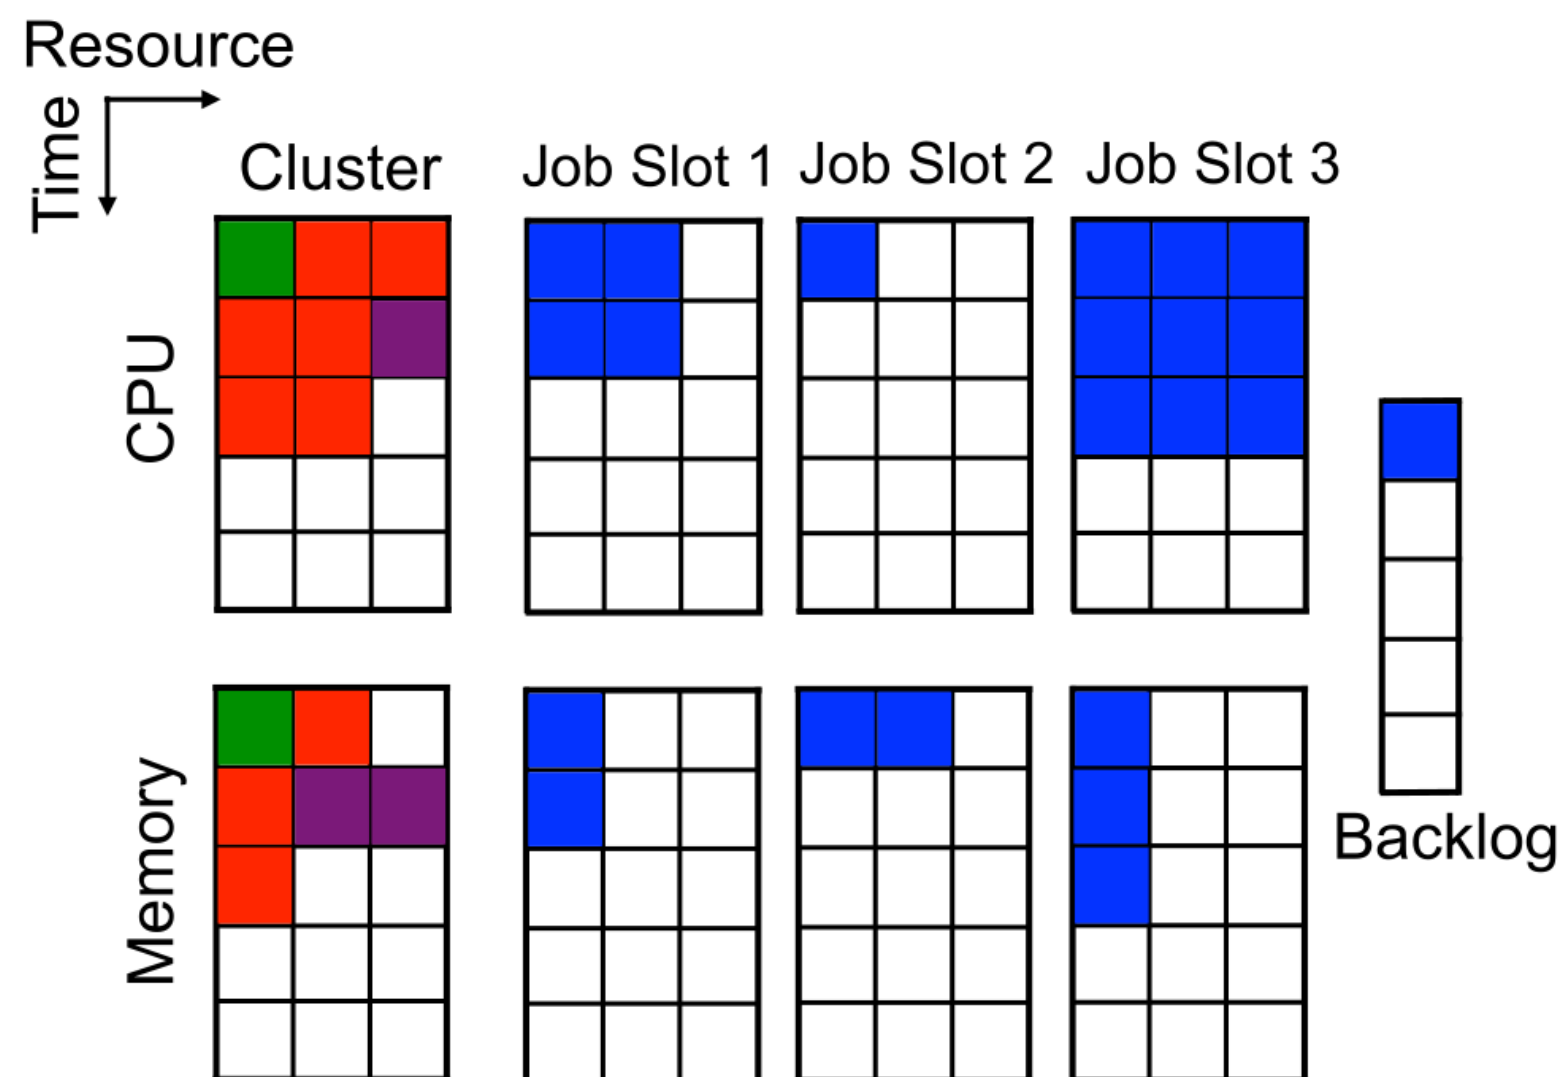 Resource
Time
Cluster
Job Slot 1
Job Slot 2
Job Slot 3
CPU
Memory
Backlog